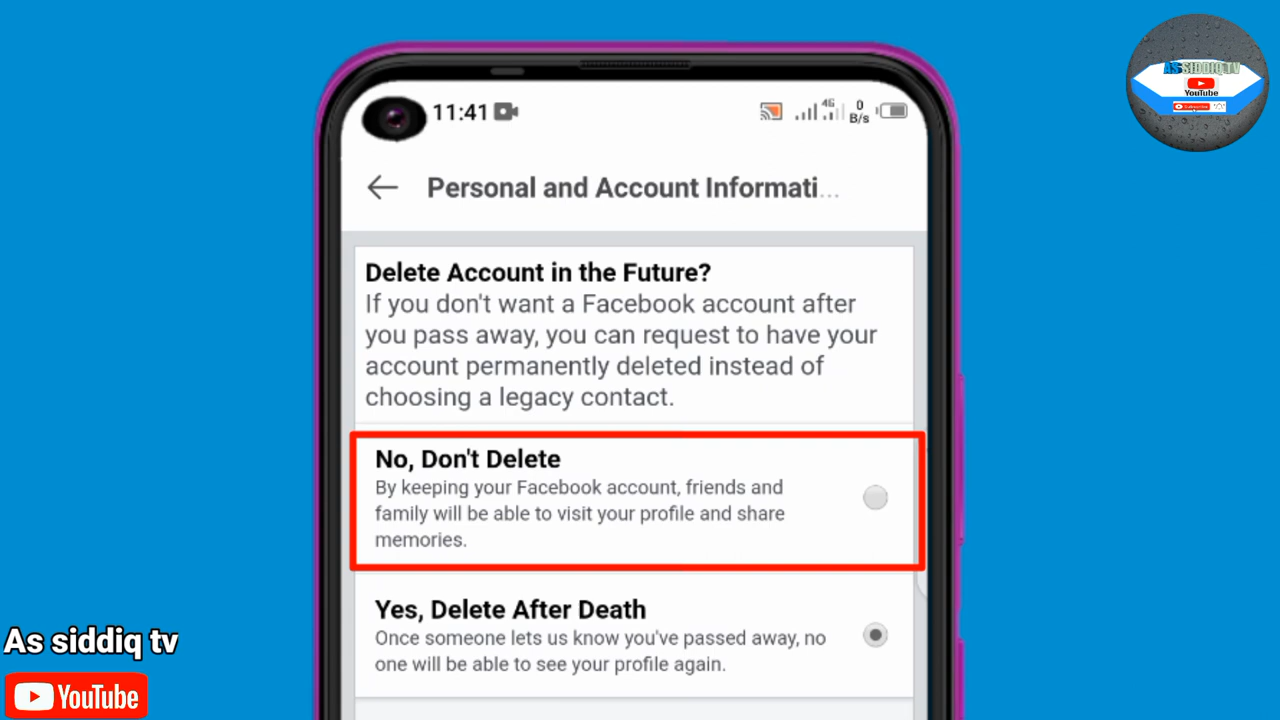 AS SIDDIQ TV
YouTube
11:41
4G
0
B/s
Personal and Account Informati...
Delete Account in the Future?
If you don't want a Facebook account after
you pass away, you can request to have your
account permanently deleted instead of
choosing a legacy contact.
No, Don't Delete
By keeping your Facebook account, friends and
family will be able to visit your profile and share
memories.
Yes, Delete After Death
Once someone lets us know you've passed away, no
one will be able to see your profile again.
As siddiq tv
YouTube